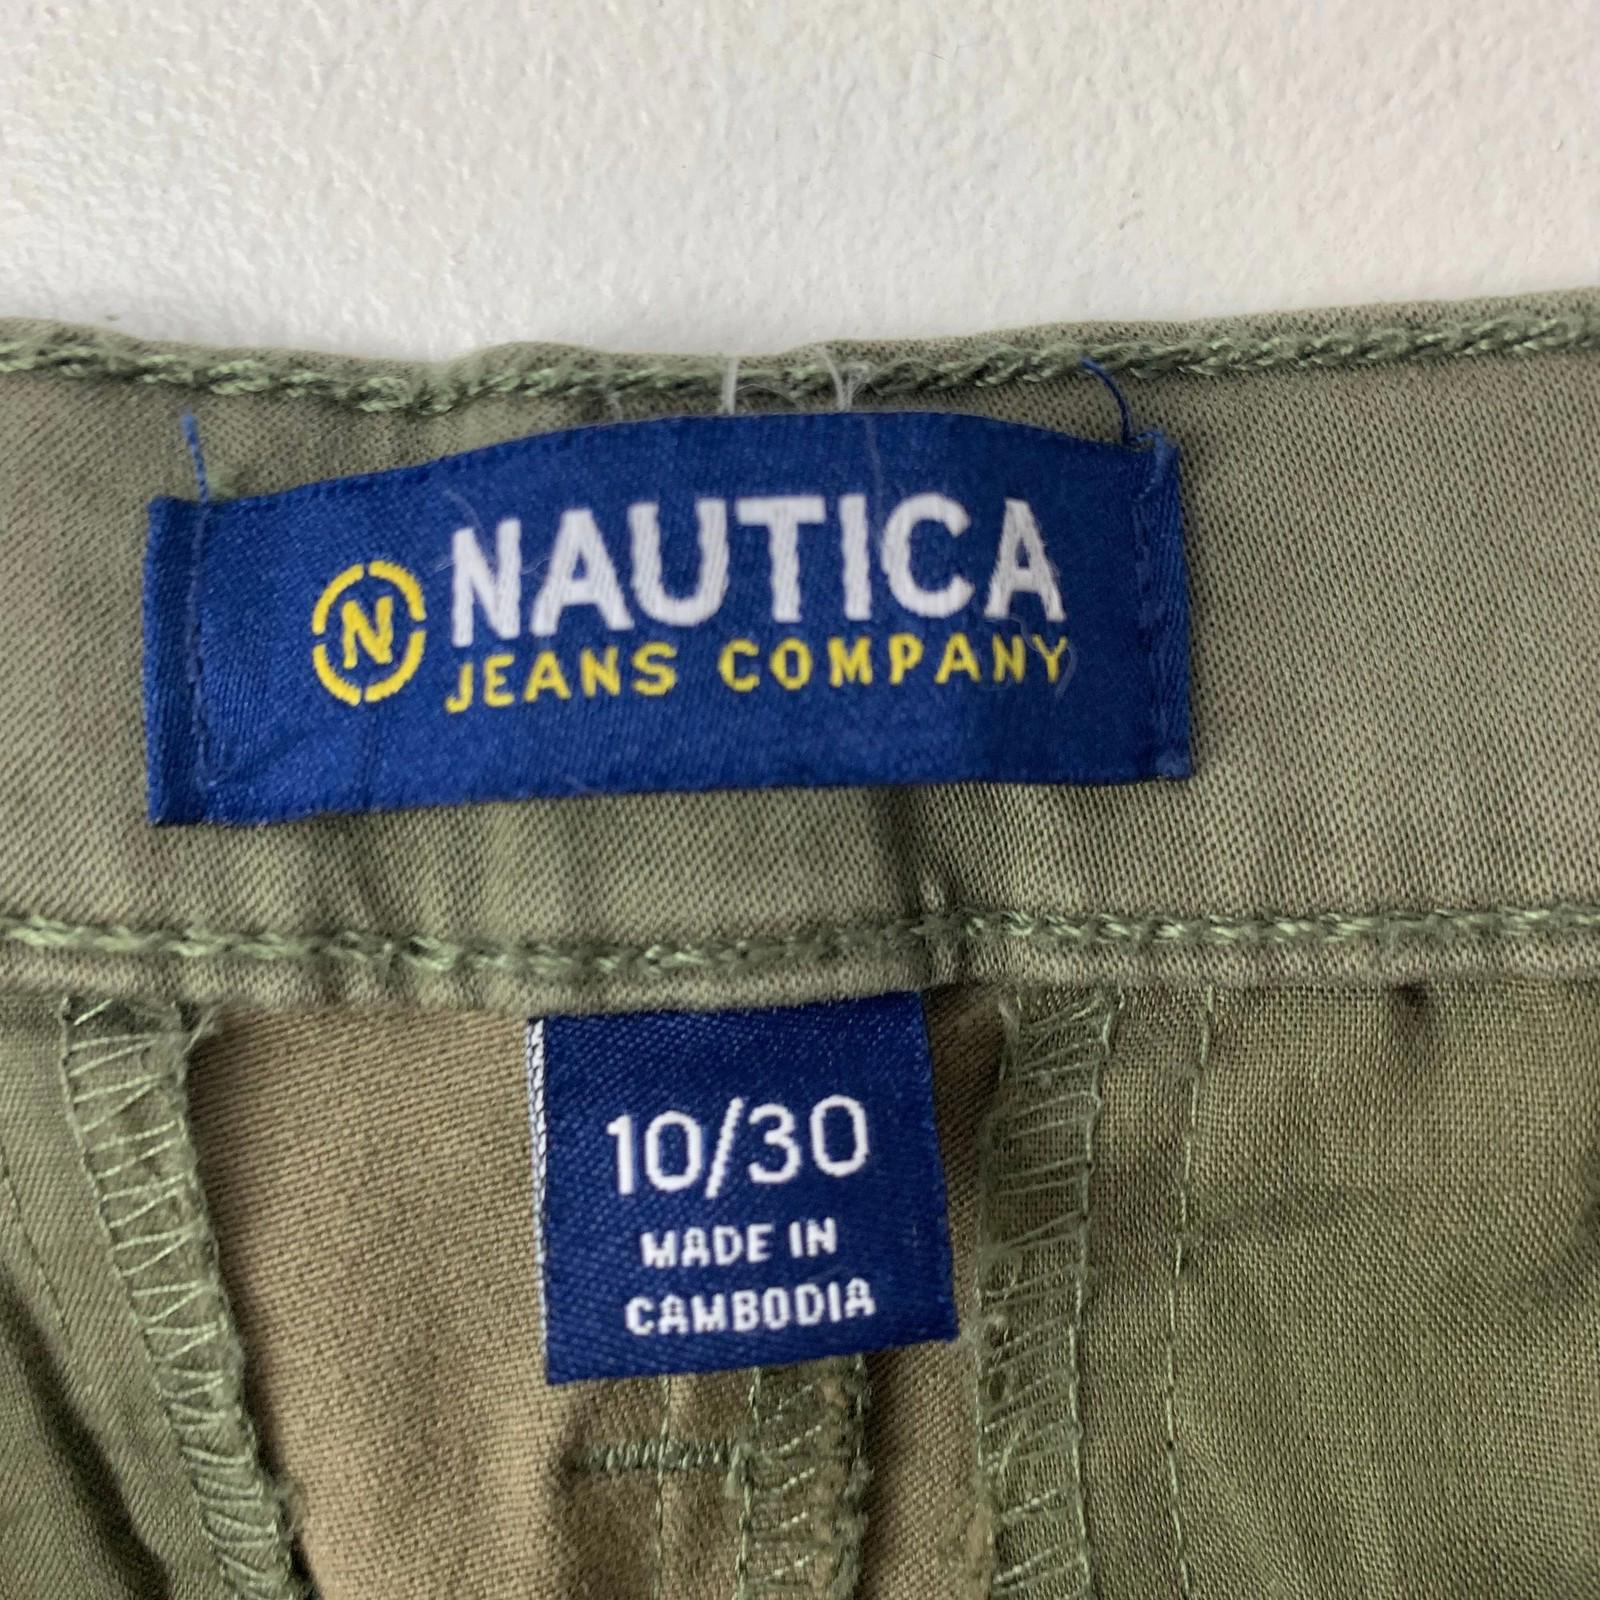 N NAUTICA
JEANS COMPANY
10/30
MADE IN
CAMBODIA